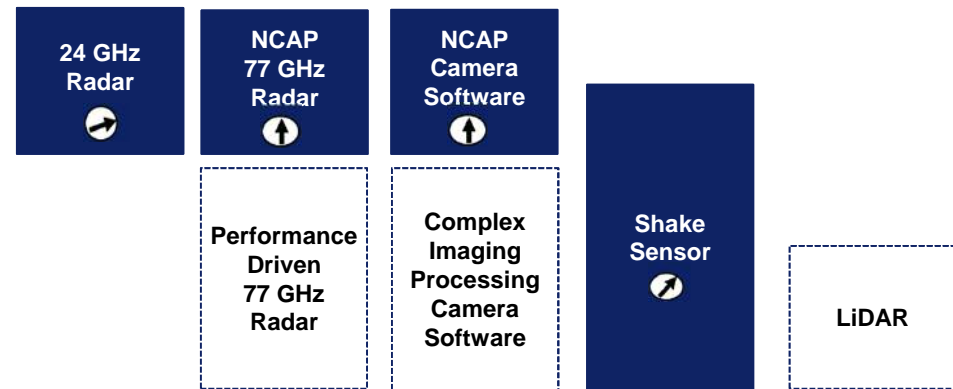 24 GHz
Radar
NCAP
77 GHz
Radar
NCAP
Camera
Software
Performance
Driven
77 GHz
Radar
Complex
Imaging
Processing
Camera
Software
Shake
Sensor
LiDAR